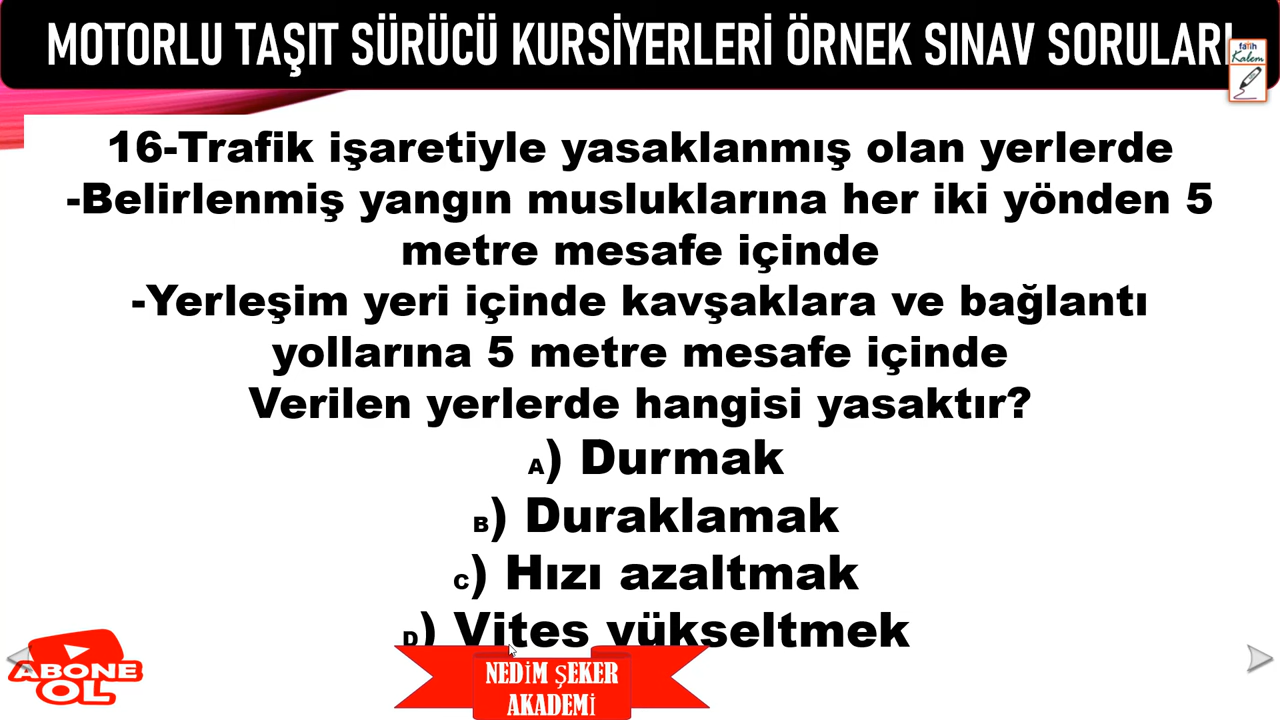 MOTORLU TAŞIT SÜRÜCÜ KURSİYERLERİ ÖRNEK SINAV SORULARI
fatih
Kalem
16-Trafik işaretiyle yasaklanmış olan yerlerde
-Belirlenmiş yangın musluklarına her iki yönden 5
metre mesafe içinde
-Yerleşim yeri içinde kavşaklara ve bağlantı
yollarına 5 metre mesafe içinde
Verilen yerlerde hangisi yasaktır?
A) Durmak
B) Duraklamak
C) Hızı azaltmak
D) Vites yükseltmek
ABONE
OL
NEDİM ŞEKER
AKADEMİ